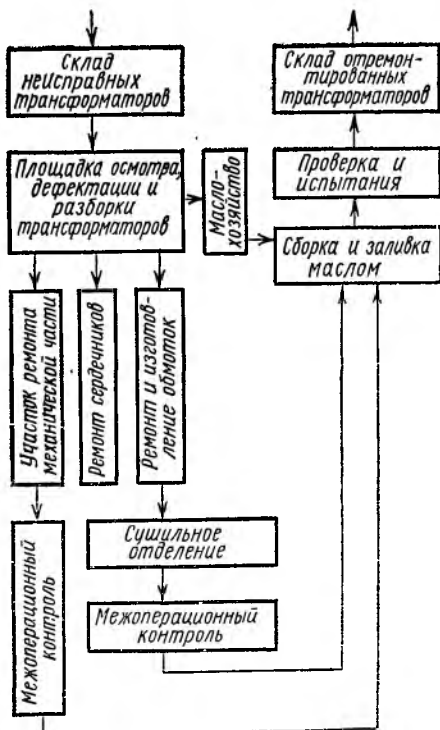 Склад
неисправных
трансформаторов
Площадка осмотра,
дефектации и
разборки
трансформаторов
Масло-
хозяйство
Склад отремон-
тированных
трансформаторов
Проверка и
испытания
Сборка и заливка
маслом
Участок ремонта
механической части
Ремонт сердечников
Ремонт и изготов-
ление обмоток
Сушильное
отделение
Межоперационный
контроль
Межоперационный
контроль